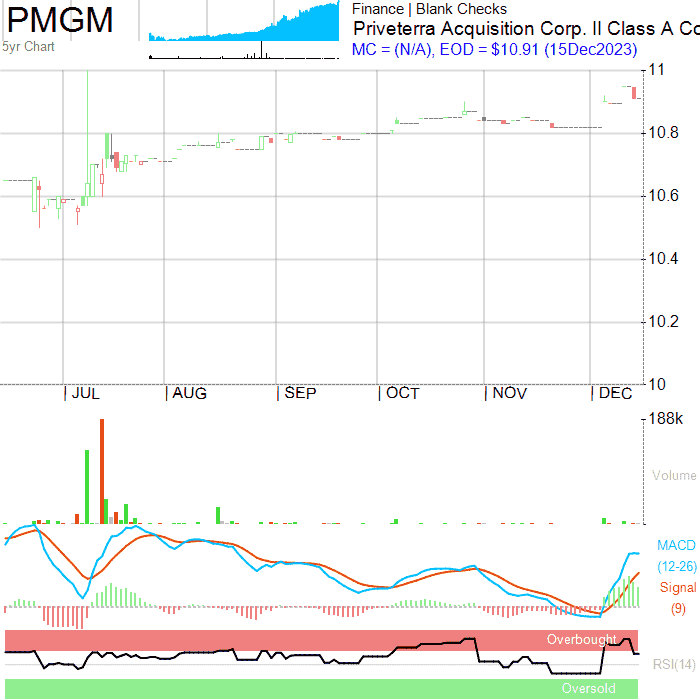 PMGM
5yr Chart
Finance | Blank Checks
Priveterra Acquisition Corp. II Class A Co
MC = (N/A), EOD = $10.91 (15Dec2023)
11
10.8
10.6
10.4
10.2
10
JUL AUG SEP OCT NOV DEC
188k
Volume
MACD
(12-26)
Signal
(9)
Overbought
RSI(14)
Oversold